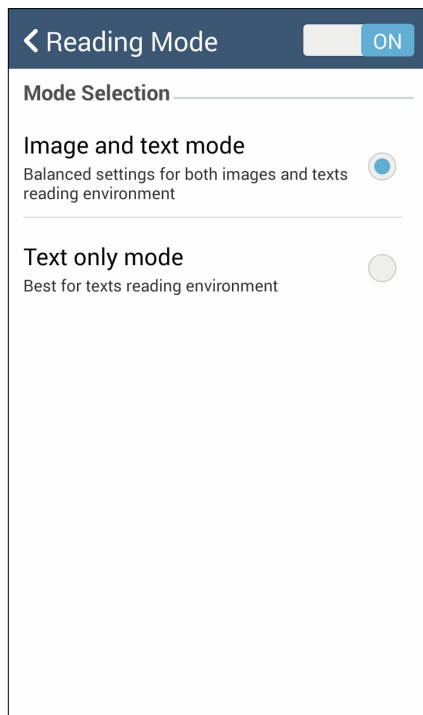 Reading Mode
ON
Mode Selection
Image and text mode
Balanced settings for both images and texts
reading environment
Text only mode
Best for texts reading environment